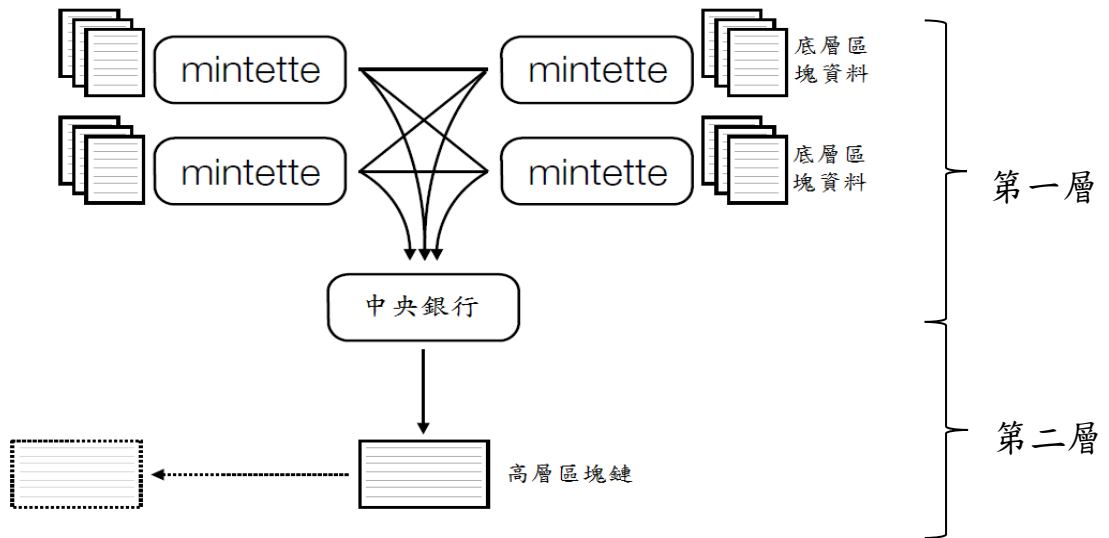 mintette
mintette
底層區
塊資料
mintette
mintette
底層區
塊資料
第一層
中央銀行
第二層
高層區塊鏈